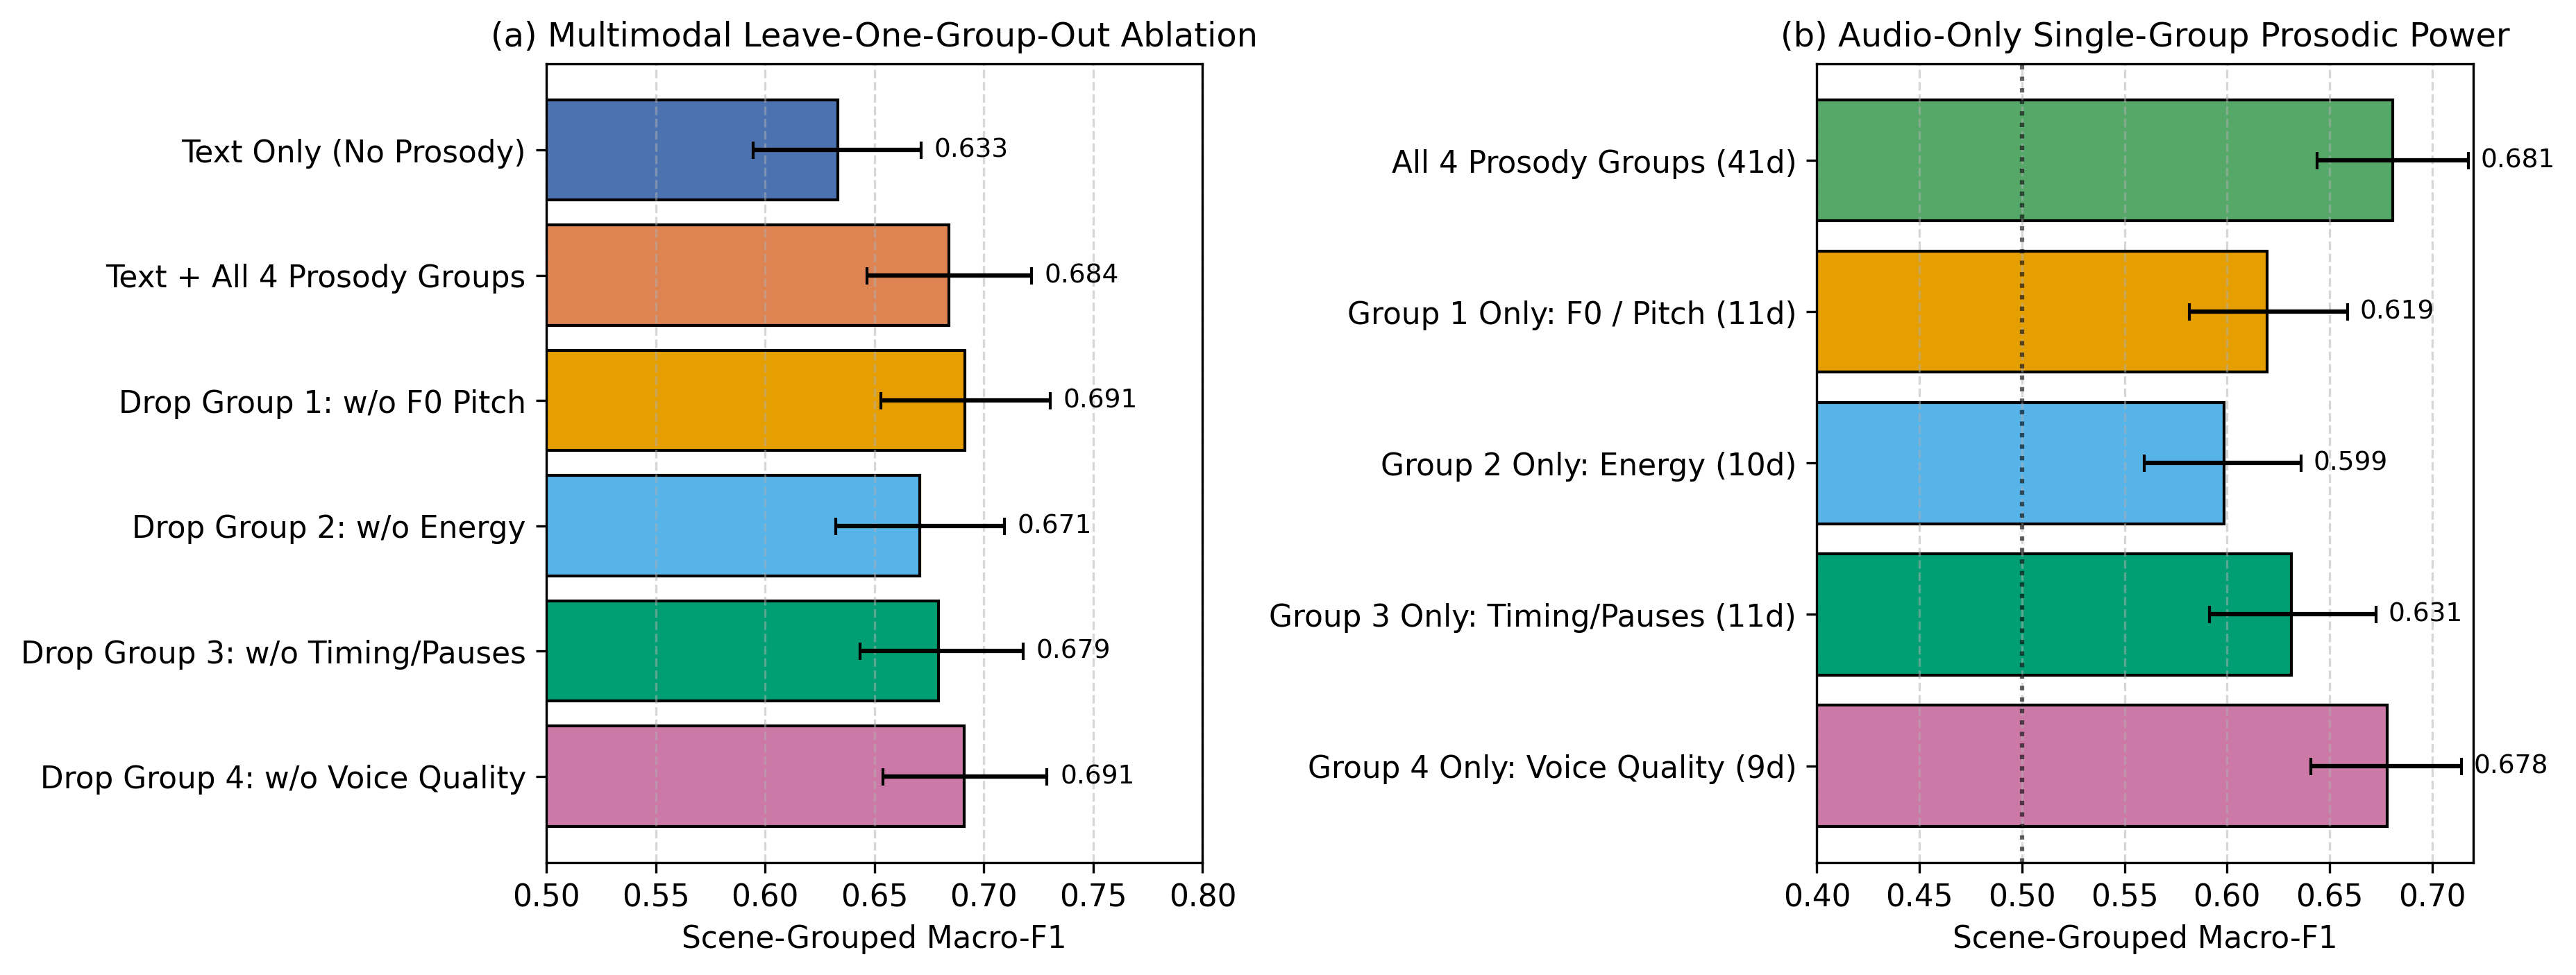 (a) Multimodal Leave-One-Group-Out Ablation
Text Only (No Prosody)
0.633
Text + All 4 Prosody Groups
0.684
Drop Group 1: w/o F0 Pitch
0.691
Drop Group 2: w/o Energy
0.671
Drop Group 3: w/o Timing/Pauses
0.679
Drop Group 4: w/o Voice Quality
0.691
0.50 0.55 0.60 0.65 0.70 0.75 0.80
Scene-Grouped Macro-F1
(b) Audio-Only Single-Group Prosodic Power
All 4 Prosody Groups (41d)
0.681
Group 1 Only: F0 / Pitch (11d)
0.619
Group 2 Only: Energy (10d)
0.599
Group 3 Only: Timing/Pauses (11d)
0.631
Group 4 Only: Voice Quality (9d)
0.678
0.40 0.45 0.50 0.55 0.60 0.65 0.70
Scene-Grouped Macro-F1